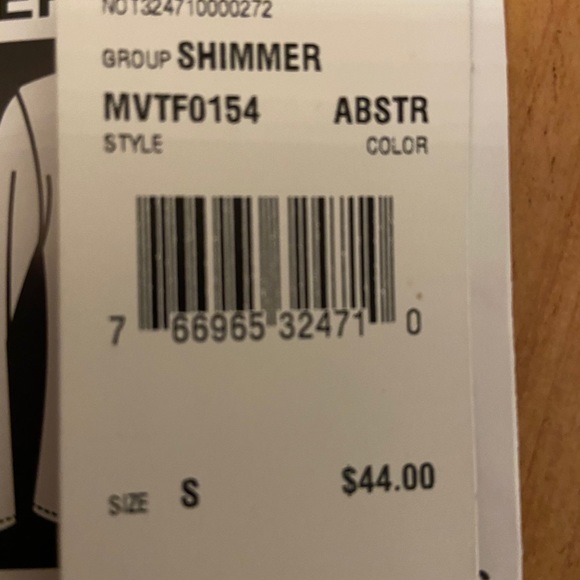 NOT324710000272
GROUP SHIMMER
MVTF0154 ABSTR
STYLE COLOR
7 66965 32471 0
SIZE S $44.00